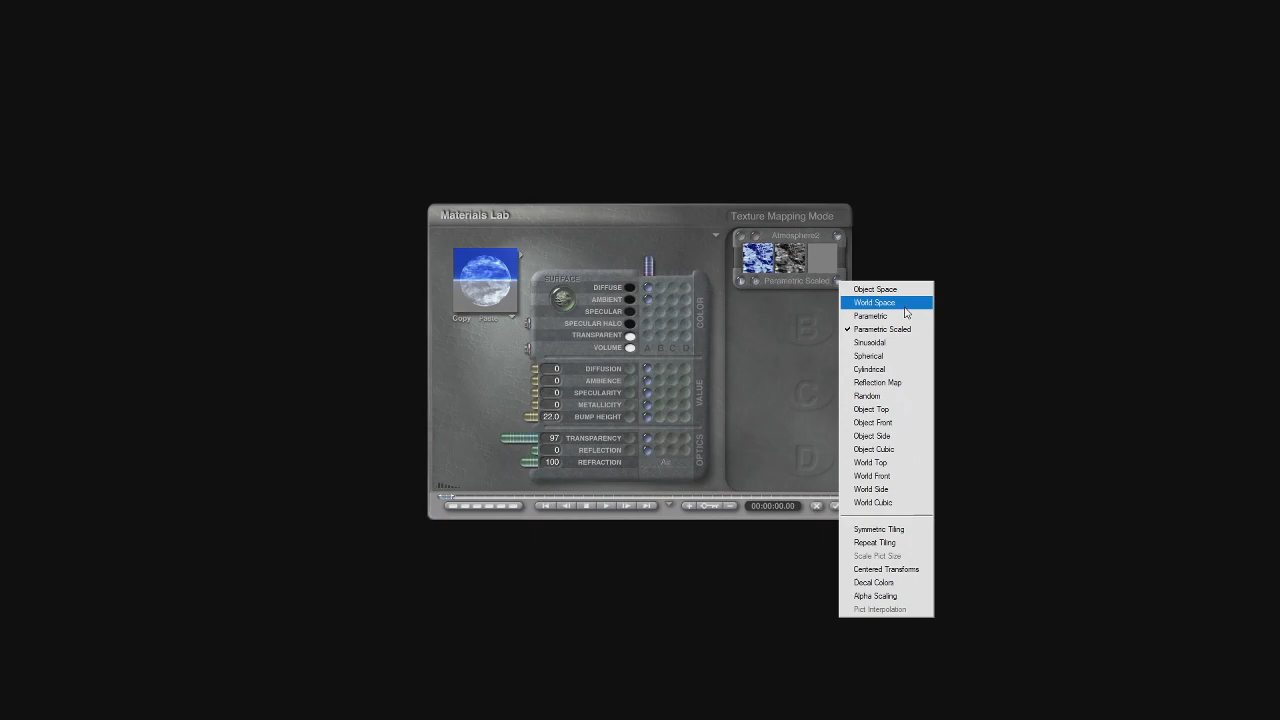 Materials Lab
Texture Mapping Mode
Atmosphere2
Parametric Scaled
Copy Paste
SURFACE
DIFFUSE
AMBIENT
SPECULAR
SPECULAR HALO
TRANSPARENT
VOLUME
A B C D
COLOR
0 DIFFUSION
0 AMBIENCE
0 SPECULARITY
0 METALLICITY
22.0 BUMP HEIGHT
VALUE
97 TRANSPARENCY
0 REFLECTION
100 REFRACTION
Air
OPTICS
B
C
D
00:00:00.00
Object Space
World Space
Parametric
Parametric Scaled
Sinusoidal
Spherical
Cylindrical
Reflection Map
Random
Object Top
Object Front
Object Side
Object Cubic
World Top
World Front
World Side
World Cubic
Symmetric Tiling
Repeat Tiling
Scale Pict Size
Centered Transforms
Decal Colors
Alpha Scaling
Pict Interpolation